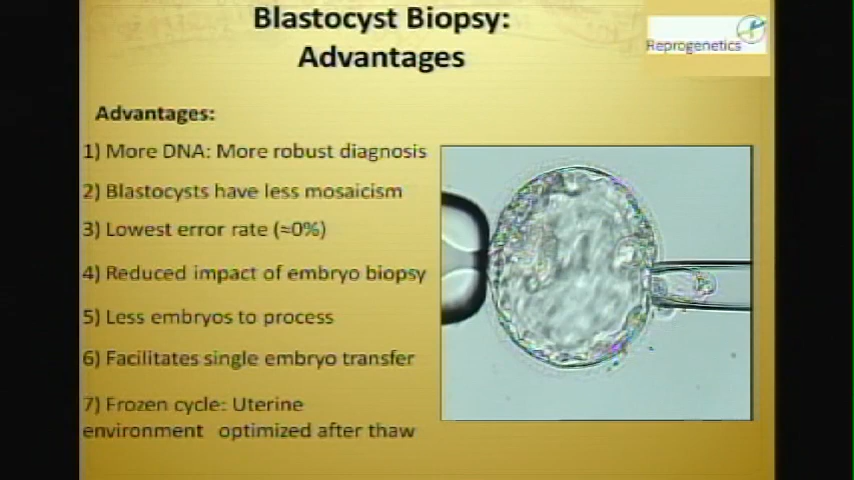 Blastocyst Biopsy:
Advantages
Reprogenetics
Advantages:
1) More DNA: More robust diagnosis
2) Blastocysts have less mosaicism
3) Lowest error rate (≈0%)
4) Reduced impact of embryo biopsy
5) Less embryos to process
6) Facilitates single embryo transfer
7) Frozen cycle: Uterine
environment optimized after thaw